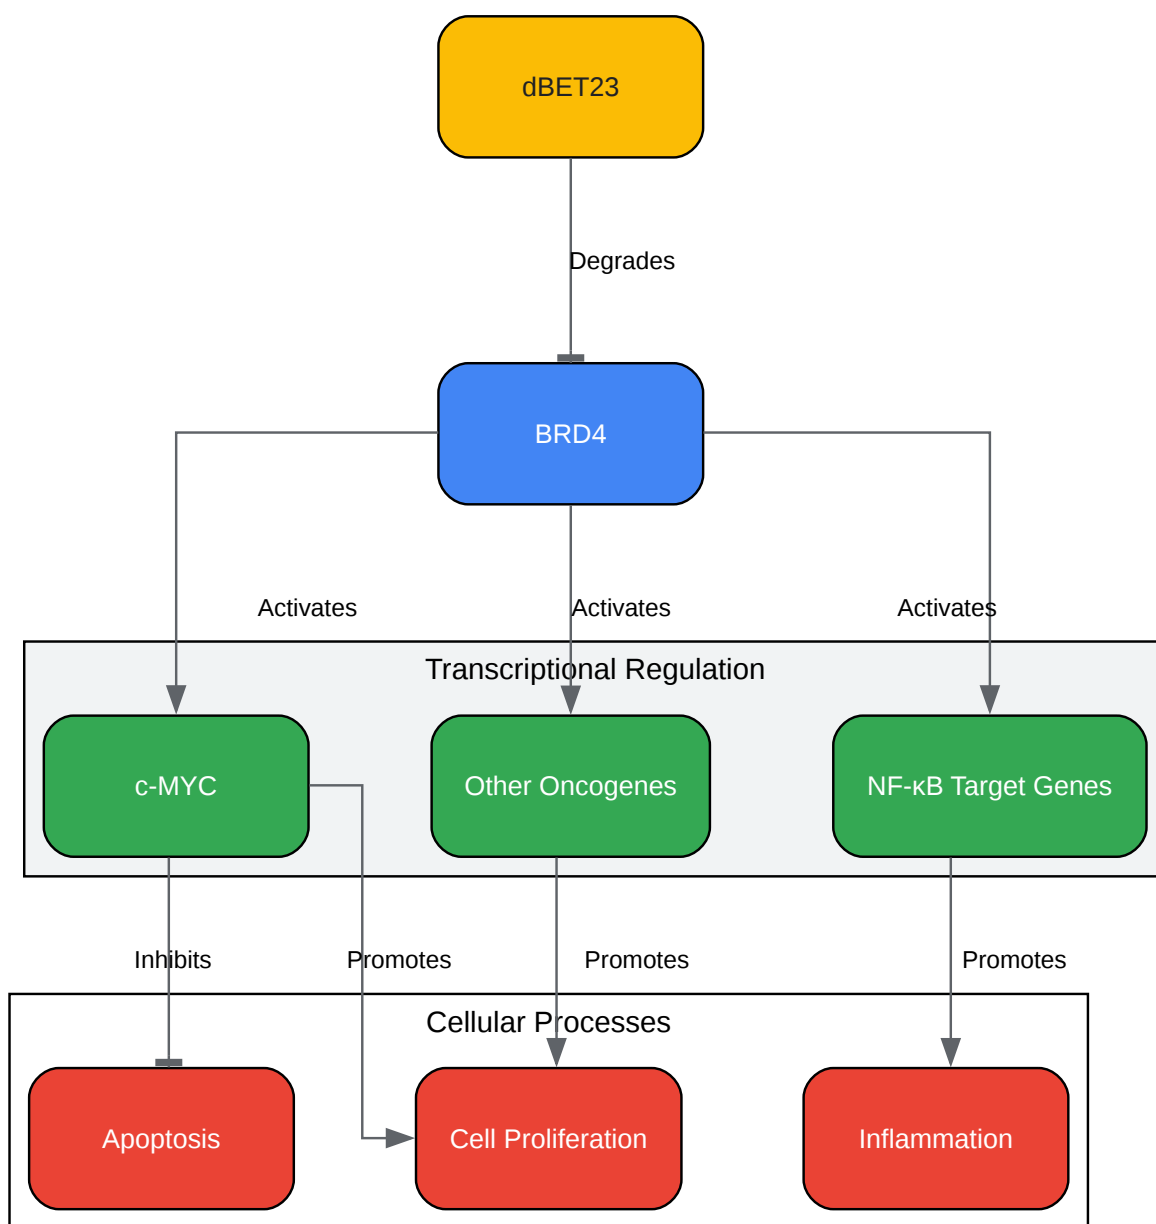 dBET23
Degrades
BRD4
Activates
Activates
Activates
Transcriptional Regulation
c-MYC
Other Oncogenes
NF-κB Target Genes
Inhibits
Promotes
Promotes
Promotes
Cellular Processes
Apoptosis
Cell Proliferation
Inflammation